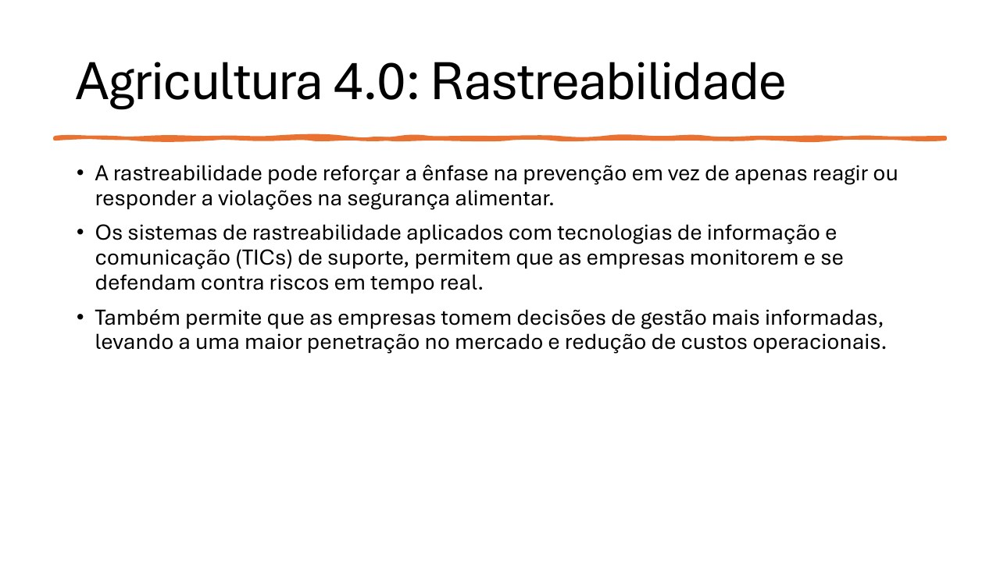 Agricultura 4.0: Rastreabilidade
• A rastreabilidade pode reforçar a ênfase na prevenção em vez de apenas reagir ou
responder a violações na segurança alimentar.
• Os sistemas de rastreabilidade aplicados com tecnologias de informação e
comunicação (TICs) de suporte, permitem que as empresas monitorem e se
defendam contra riscos em tempo real.
• Também permite que as empresas tomem decisões de gestão mais informadas,
levando a uma maior penetração no mercado e redução de custos operacionais.